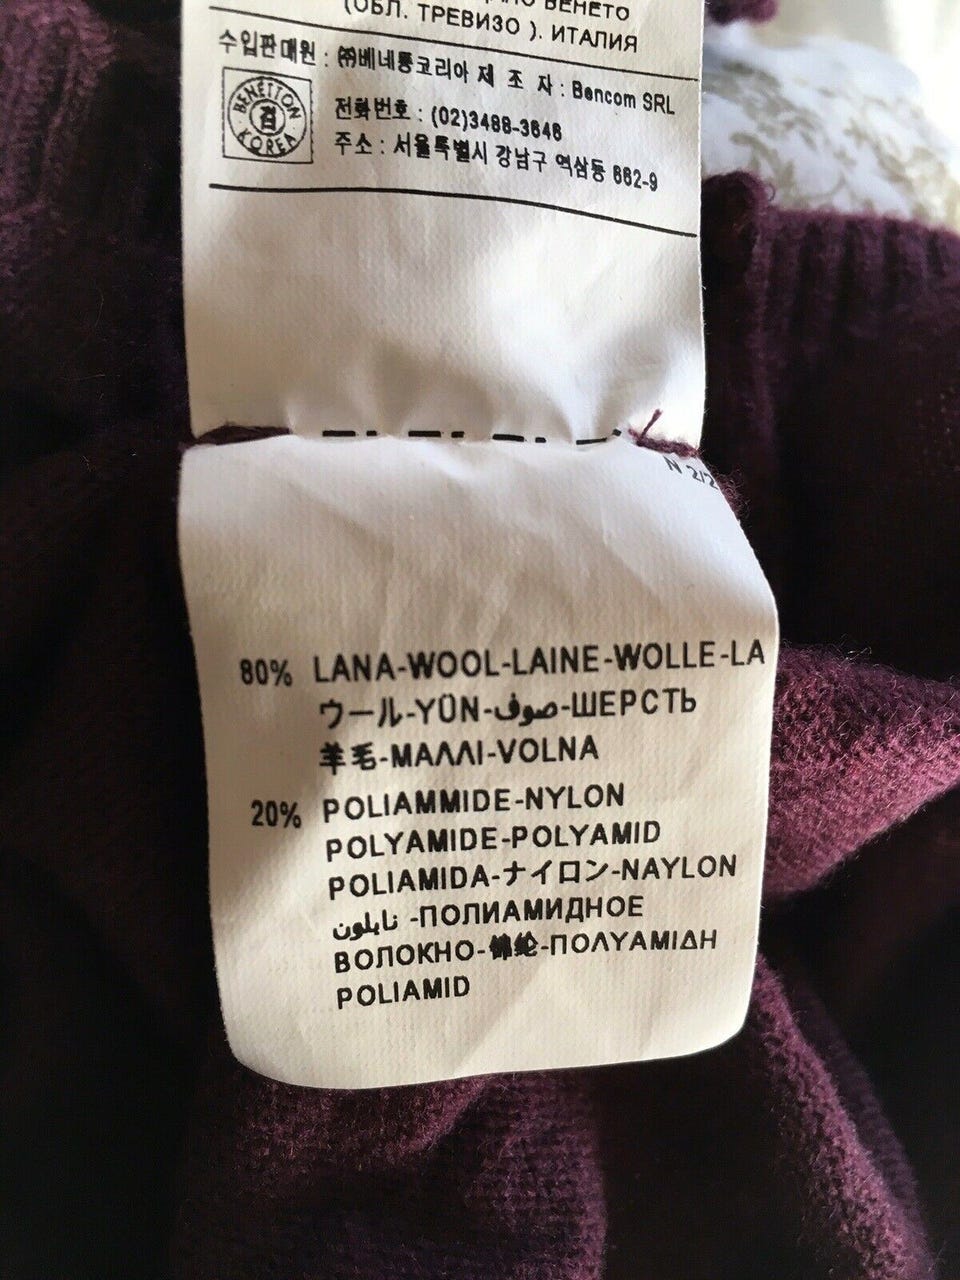 ВЕНЕТО
(ОБЛ. ТРЕВИЗО ). ИТАЛИЯ
수입판매원 : ㈜베네통코리아 제 조 자 : Bencom SRL
BENETTON
KOREA
전화번호 : (02)3488-3646
주소 : 서울특별시 강남구 역삼동 662-9
N 2/2
80% LANA-WOOL-LAINE-WOLLE-LA
ウール-YÜN-صوف-ШЕРСТЬ
羊毛-ΜΑΛΛΙ-VOLNA
20% POLIAMMIDE-NYLON
POLYAMIDE-POLYAMID
POLIAMIDA-ナイロン-NAYLON
نايلون -ПОЛИАМИДНОЕ
ВОЛОКНО-锦纶-ΠΟΛΥΑΜΙΔΗ
POLIAMID